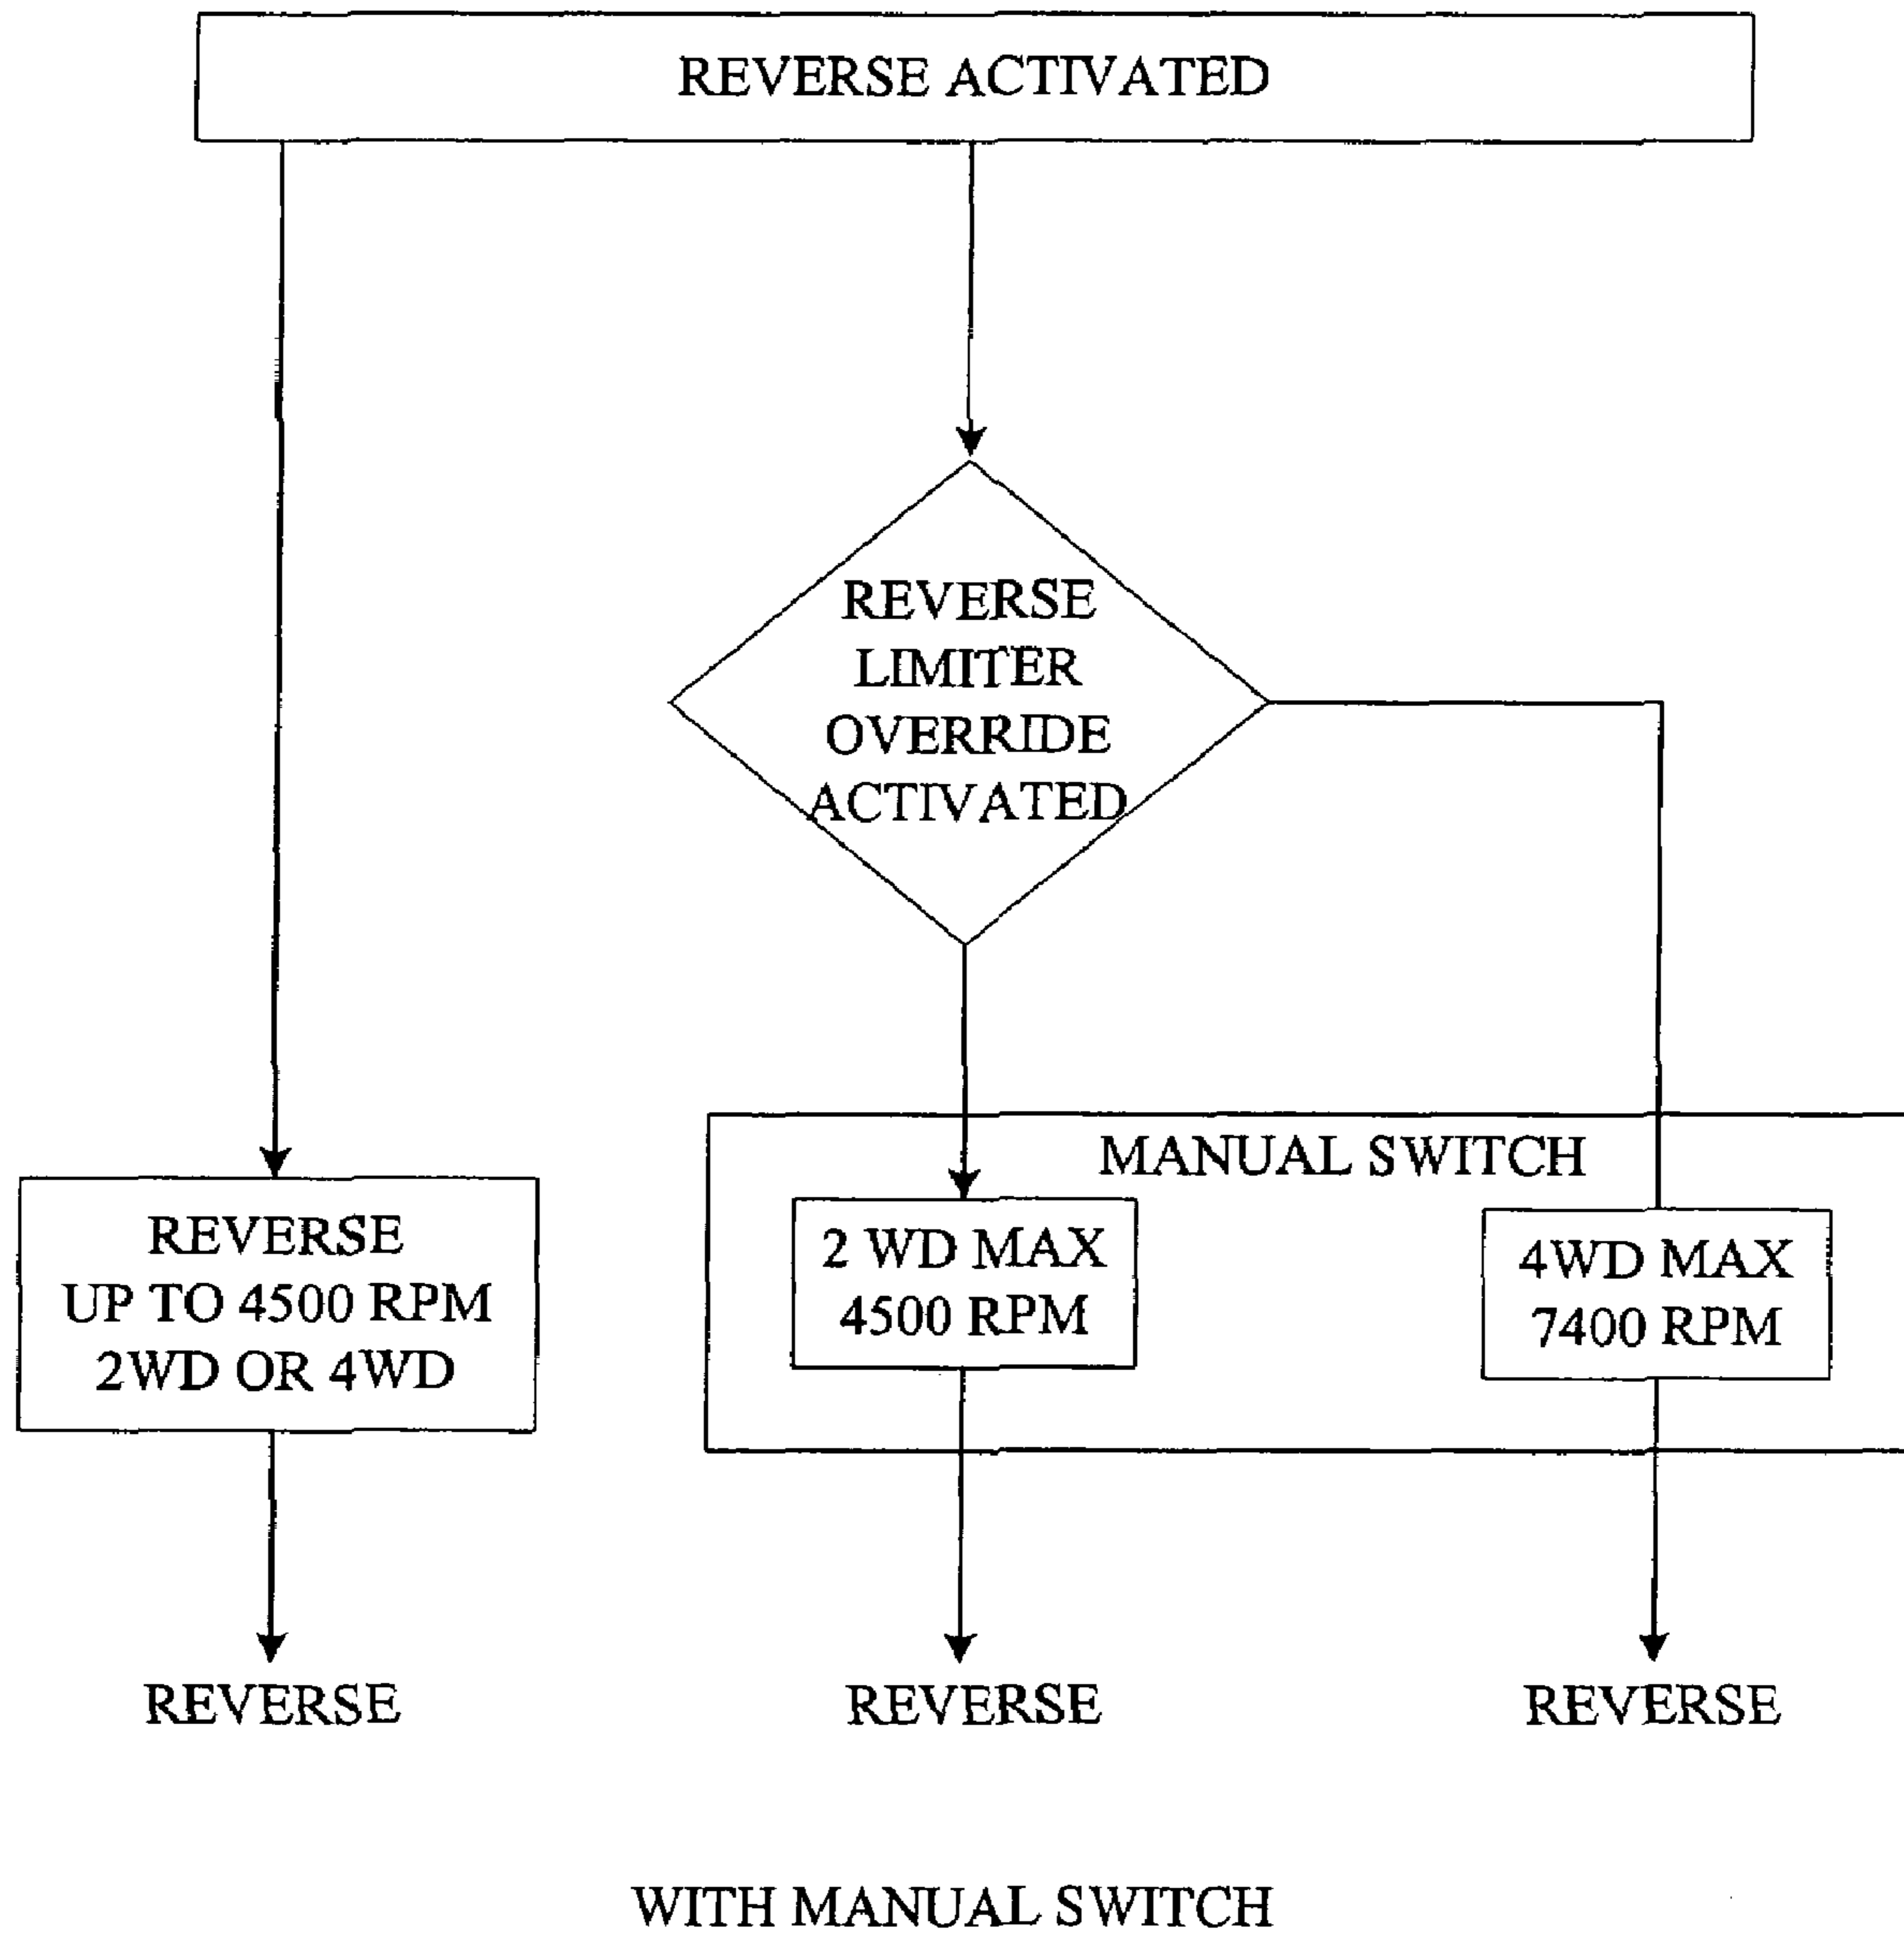 REVERSE ACTIVATED
REVERSE
LIMITER
OVERRIDE
ACTIVATED
MANUAL SWITCH
REVERSE
UP TO 4500 RPM
2WD OR 4WD
2 WD MAX
4500 RPM
4WD MAX
7400 RPM
REVERSE
REVERSE
REVERSE
WITH MANUAL SWITCH